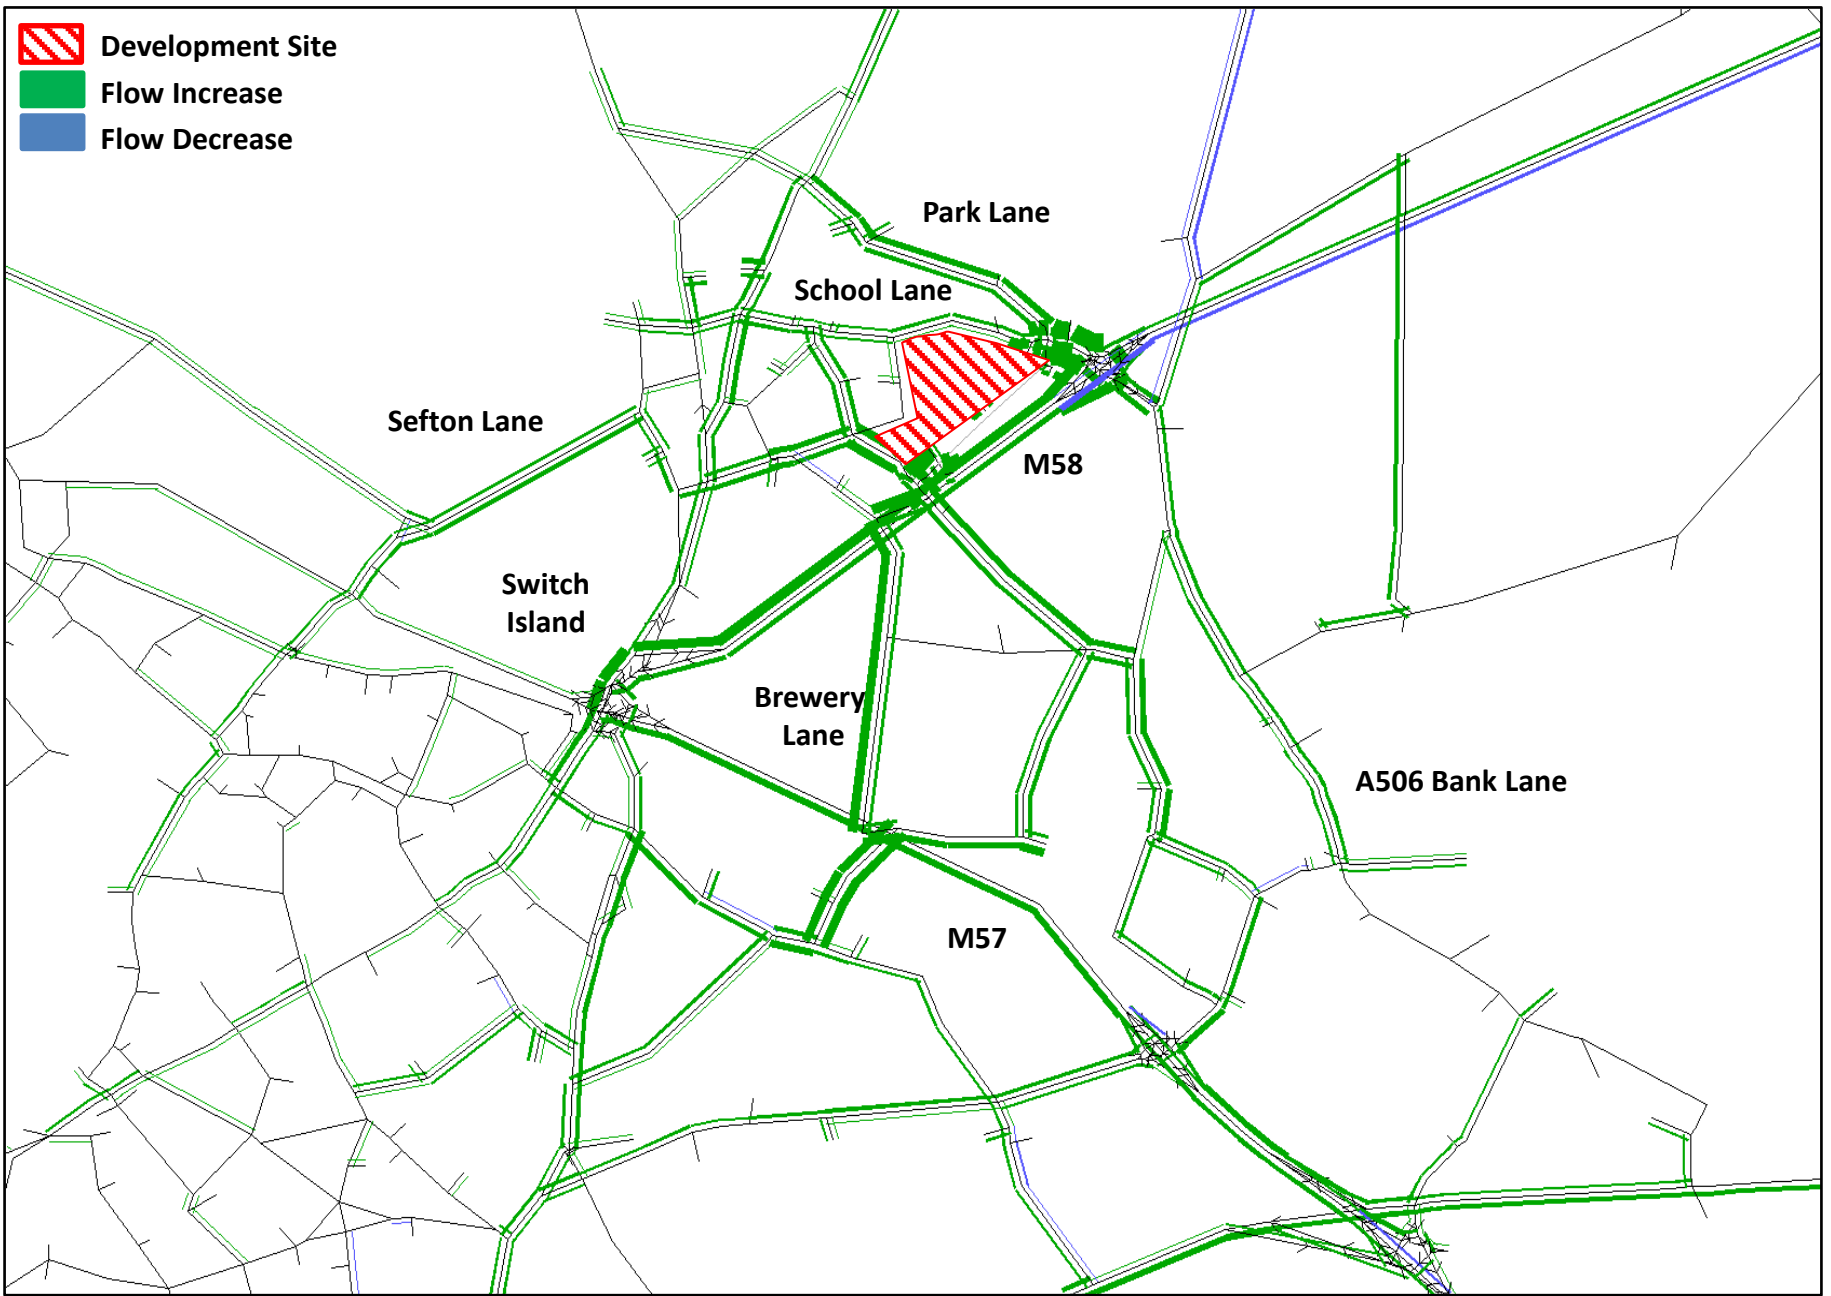 Development Site
Flow Increase
Flow Decrease
Park Lane
School Lane
Sefton Lane
M58
Switch
Island
Brewery
Lane
A506 Bank Lane
M57